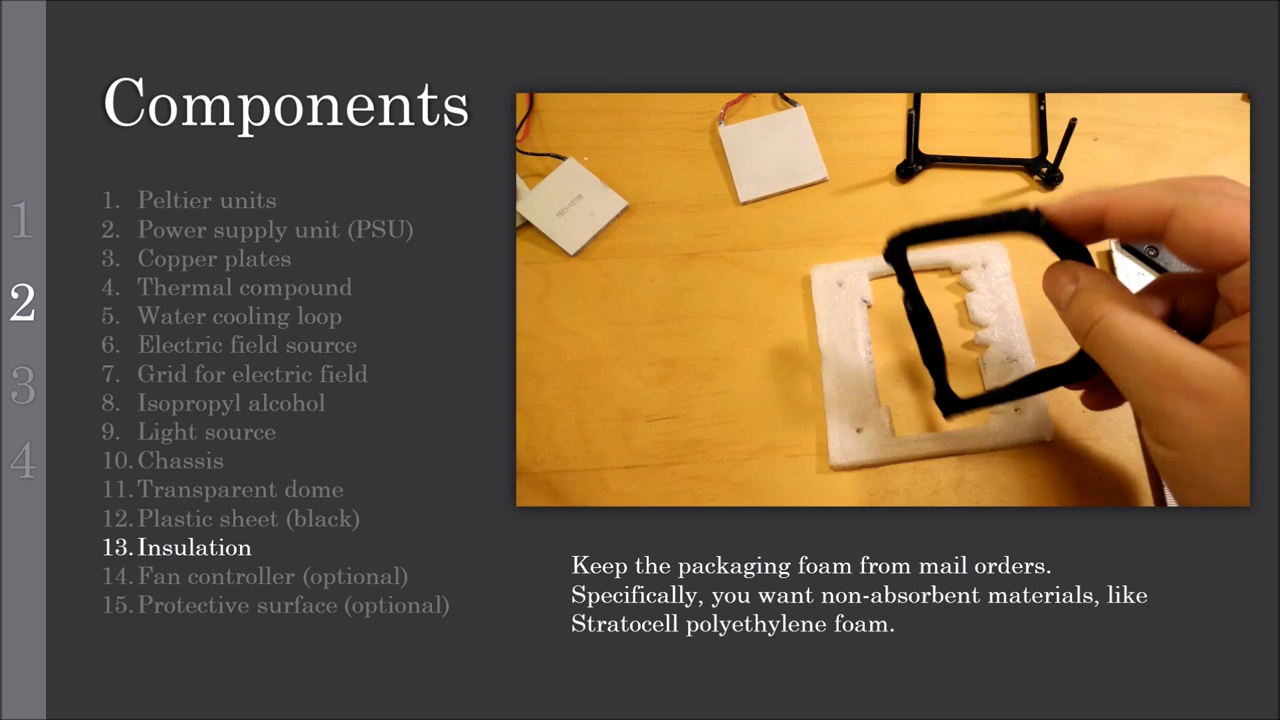 Components
1
2
3
4
1. Peltier units
2. Power supply unit (PSU)
3. Copper plates
4. Thermal compound
5. Water cooling loop
6. Electric field source
7. Grid for electric field
8. Isopropyl alcohol
9. Light source
10. Chassis
11. Transparent dome
12. Plastic sheet (black)
13. Insulation
14. Fan controller (optional)
15. Protective surface (optional)
Keep the packaging foam from mail orders.
Specifically, you want non-absorbent materials, like
Stratocell polyethylene foam.